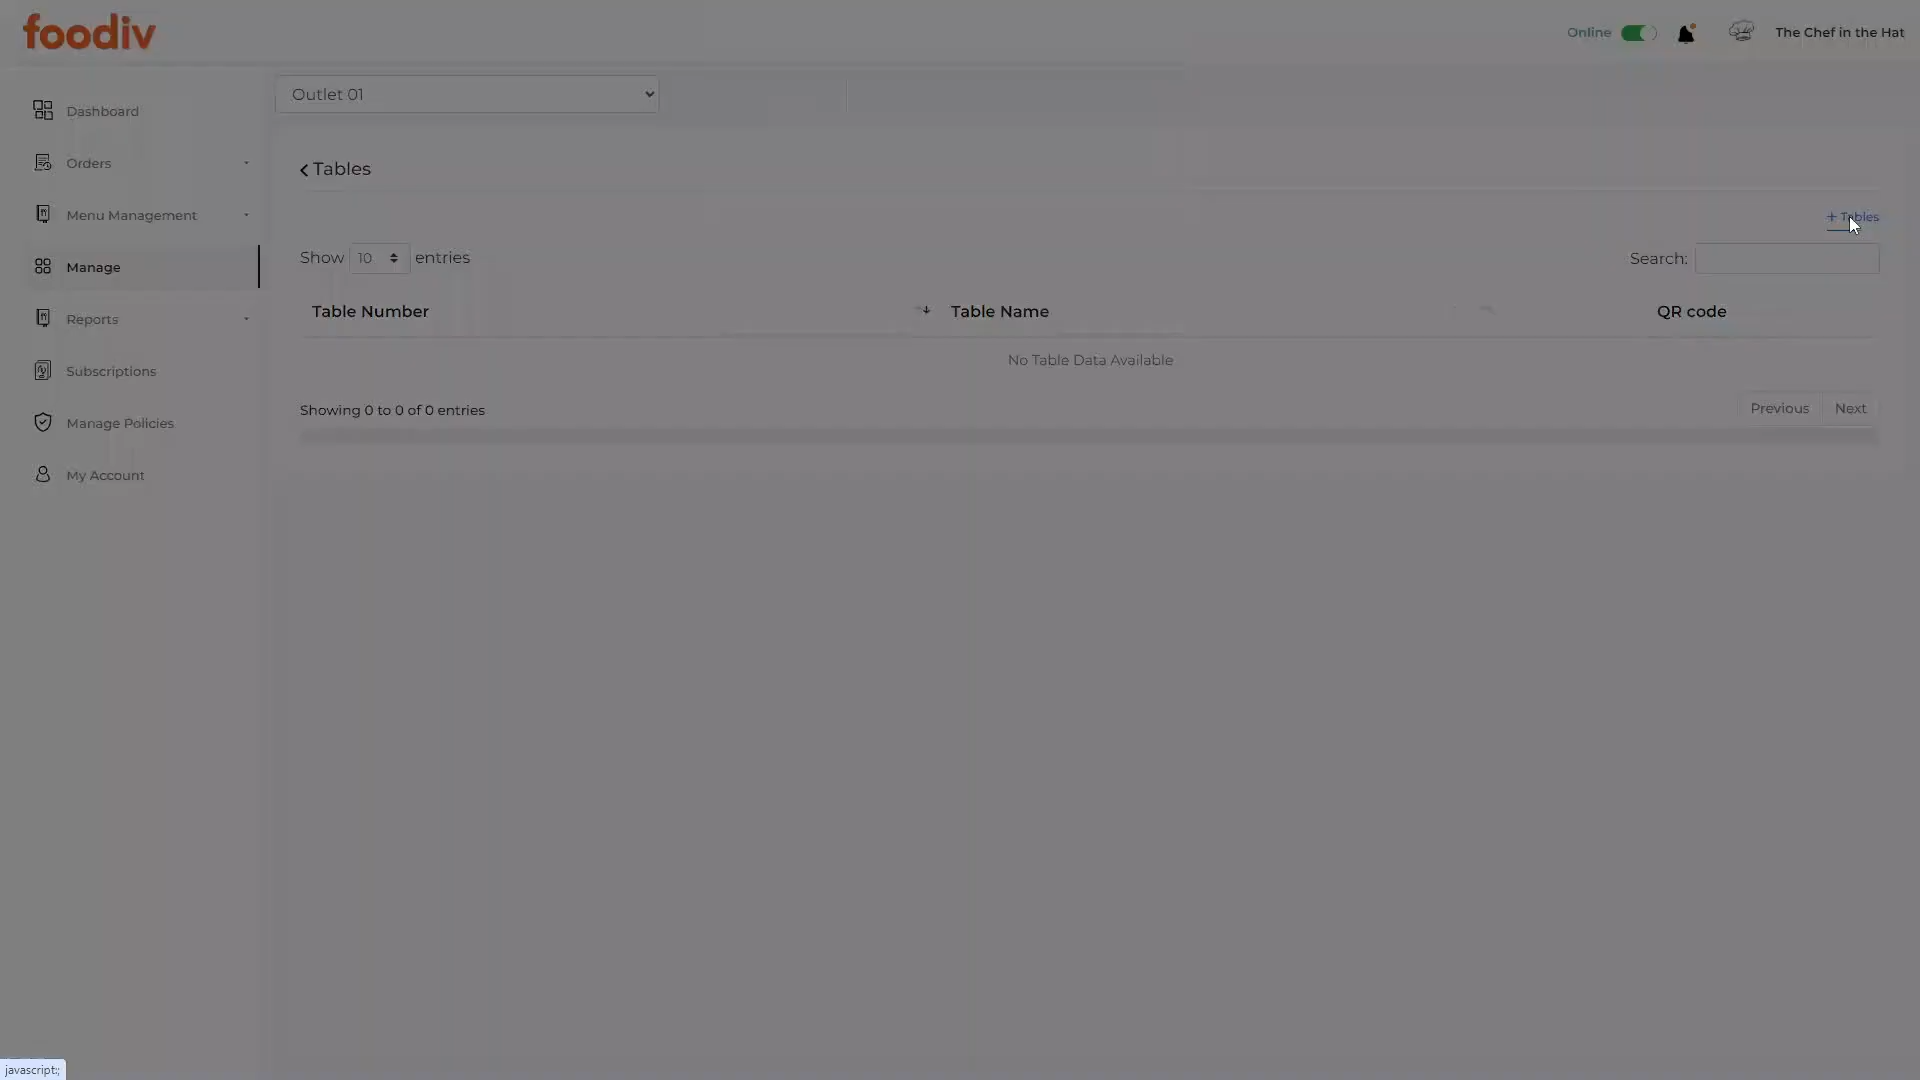 foodiv
Online
The Chef in the Hat
Outlet 01
Dashboard
Orders
Menu Management
Manage
Reports
Subscriptions
Manage Policies
My Account
Tables
+ Tables
Show 10 entries
Search:
Table Number
Table Name
QR code
No Table Data Available
Showing 0 to 0 of 0 entries
Previous
Next
javascript:;